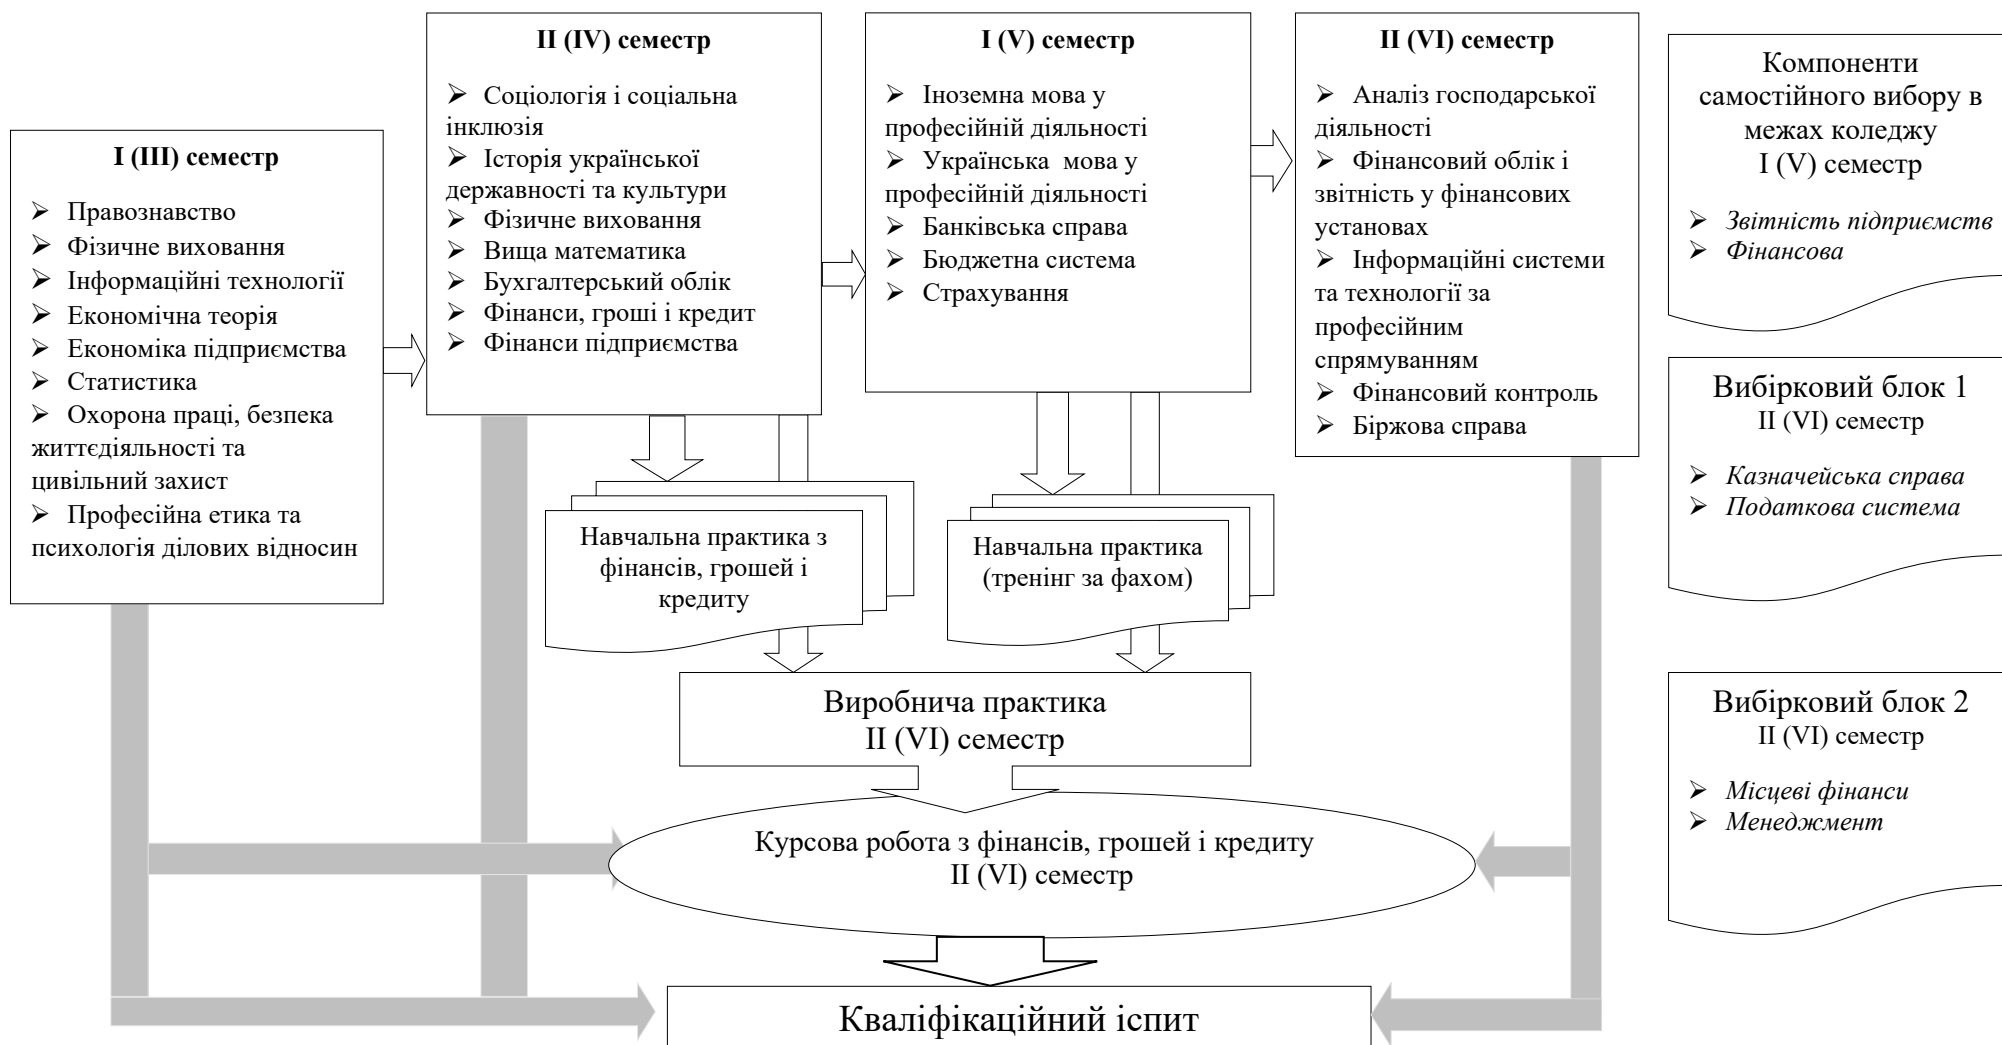 I (III) семестр
Правознавство
Фізичне виховання
Інформаційні технології
Економічна теорія
Економіка підприємства
Статистика
Охорона праці, безпека
життєдіяльності та
цивільний захист
Професійна етика та
психологія ділових відносин
II (IV) семестр
Соціологія і соціальна
інклюзія
Історія української
державності та культури
Фізичне виховання
Вища математика
Бухгалтерський облік
Фінанси, гроші і кредит
Фінанси підприємства
I (V) семестр
Іноземна мова у
професійній діяльності
Українська мова у
професійній діяльності
Банківська справа
Бюджетна система
Страхування
II (VI) семестр
Аналіз господарської
діяльності
Фінансовий облік і
звітність у фінансових
установах
Інформаційні системи
та технології за
професійним
спрямуванням
Фінансовий контроль
Біржова справа
Компоненти
самостійного вибору в
межах коледжу
I (V) семестр
Звітність підприємств
Фінансова
Вибірковий блок 1
II (VI) семестр
Казначейська справа
Податкова система
Вибірковий блок 2
II (VI) семестр
Місцеві фінанси
Менеджмент
Навчальна практика з
фінансів, грошей і
кредиту
Навчальна практика
(тренінг за фахом)
Виробнича практика
II (VI) семестр
Курсова робота з фінансів, грошей і кредиту
II (VI) семестр
Кваліфікаційний іспит